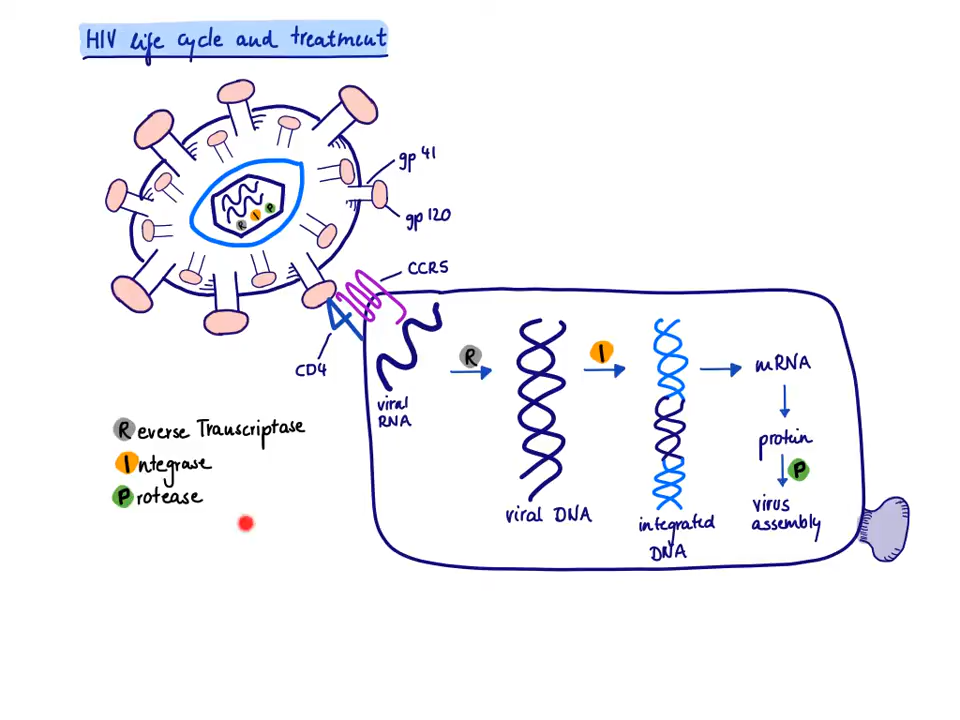 HIV life cycle and treatment
gp 41
gp 120
R I P
CCR5
CD4
viral
RNA
R
viral DNA
I
integrated
DNA
mRNA
protein
P
virus
assembly
Reverse Transcriptase
Integrase
Protease